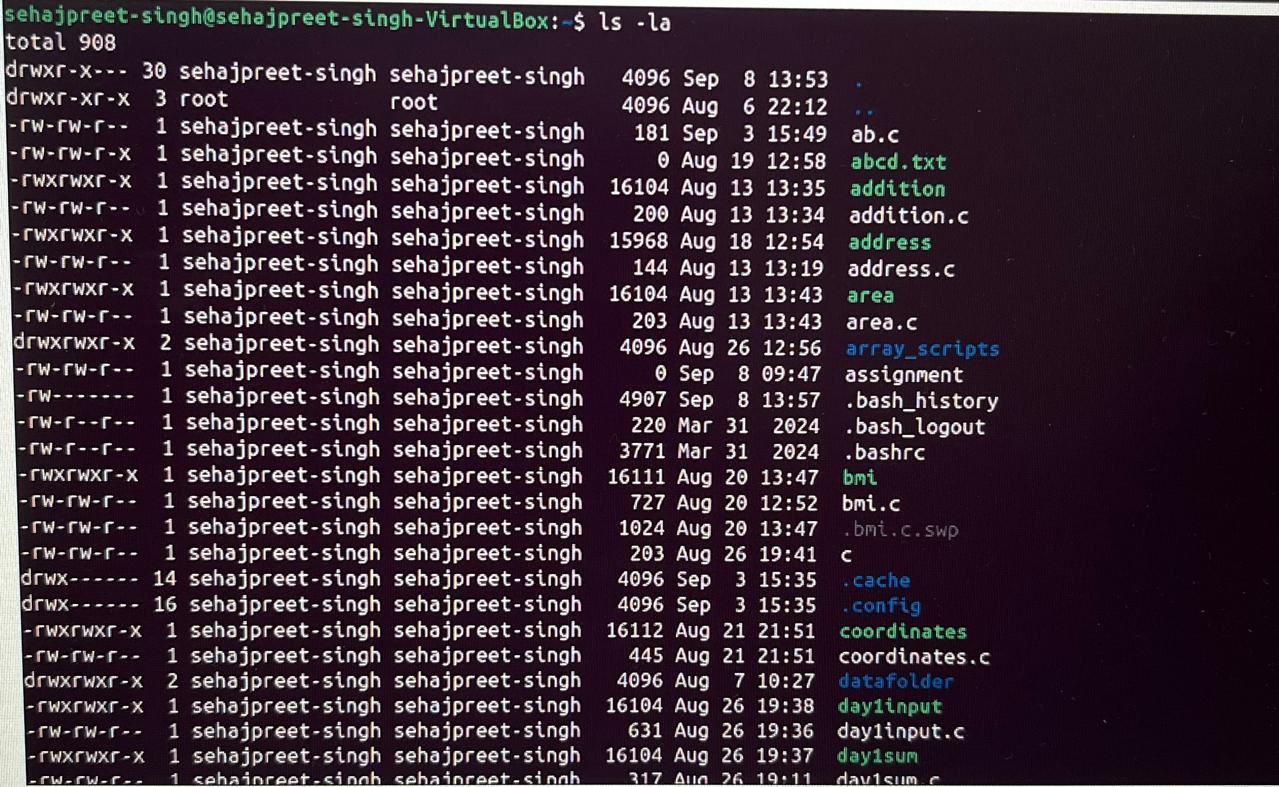 sehajpreet-singh@sehajpreet-singh-VirtualBox:~$ ls -la
total 908
drwxr-x--- 30 sehajpreet-singh sehajpreet-singh 4096 Sep 8 13:53 .
drwxr-xr-x 3 root root 4096 Aug 6 22:12 ..
-rw-rw-r-- 1 sehajpreet-singh sehajpreet-singh 181 Sep 3 15:49 ab.c
-rw-rw-r-x 1 sehajpreet-singh sehajpreet-singh 0 Aug 19 12:58 abcd.txt
-rwxrwxr-x 1 sehajpreet-singh sehajpreet-singh 16104 Aug 13 13:35 addition
-rw-rw-r-- 1 sehajpreet-singh sehajpreet-singh 200 Aug 13 13:34 addition.c
-rwxrwxr-x 1 sehajpreet-singh sehajpreet-singh 15968 Aug 18 12:54 address
-rw-rw-r-- 1 sehajpreet-singh sehajpreet-singh 144 Aug 13 13:19 address.c
-rwxrwxr-x 1 sehajpreet-singh sehajpreet-singh 16104 Aug 13 13:43 area
-rw-rw-r-- 1 sehajpreet-singh sehajpreet-singh 203 Aug 13 13:43 area.c
drwxrwxr-x 2 sehajpreet-singh sehajpreet-singh 4096 Aug 26 12:56 array_scripts
-rw-rw-r-- 1 sehajpreet-singh sehajpreet-singh 0 Sep 8 09:47 assignment
-rw------- 1 sehajpreet-singh sehajpreet-singh 4907 Sep 8 13:57 .bash_history
-rw-r--r-- 1 sehajpreet-singh sehajpreet-singh 220 Mar 31 2024 .bash_logout
-rw-r--r-- 1 sehajpreet-singh sehajpreet-singh 3771 Mar 31 2024 .bashrc
-rwxrwxr-x 1 sehajpreet-singh sehajpreet-singh 16111 Aug 20 13:47 bmi
-rw-rw-r-- 1 sehajpreet-singh sehajpreet-singh 727 Aug 20 12:52 bmi.c
-rw-rw-r-- 1 sehajpreet-singh sehajpreet-singh 1024 Aug 20 13:47 .bmi.c.swp
-rw-rw-r-- 1 sehajpreet-singh sehajpreet-singh 203 Aug 26 19:41 c
drwx------ 14 sehajpreet-singh sehajpreet-singh 4096 Sep 3 15:35 .cache
drwx------ 16 sehajpreet-singh sehajpreet-singh 4096 Sep 3 15:35 .config
-rwxrwxr-x 1 sehajpreet-singh sehajpreet-singh 16112 Aug 21 21:51 coordinates
-rw-rw-r-- 1 sehajpreet-singh sehajpreet-singh 445 Aug 21 21:51 coordinates.c
drwxrwxr-x 2 sehajpreet-singh sehajpreet-singh 4096 Aug 7 10:27 datafolder
-rwxrwxr-x 1 sehajpreet-singh sehajpreet-singh 16104 Aug 26 19:38 day1input
-rw-rw-r-- 1 sehajpreet-singh sehajpreet-singh 631 Aug 26 19:36 day1input.c
-rwxrwxr-x 1 sehajpreet-singh sehajpreet-singh 16104 Aug 26 19:37 day1sum
-rw-rw-r-- 1 sehajpreet-singh sehajpreet-singh 317 Aug 26 19:11 day1sum.c